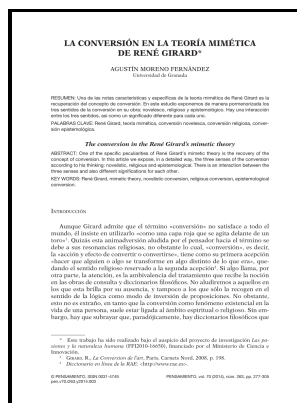 LA CONVERSIÓN EN LA TEORÍA MIMÉTICA
DE RENÉ GIRARD*
AGUSTÍN MORENO FERNÁNDEZ
Universidad de Granada
RESUMEN: Una de las notas características y específicas de la teoría mimética de René Girard es la
recuperación del concepto de conversión. En este estudio exponemos de manera pormenorizada los
tres sentidos de la conversión en su obra: novelesco, religioso y epistemológico. Hay una interacción
entre los tres sentidos, así como un significado diferente para cada uno.
PALABRAS CLAVE: René Girard, teoría mimética, conversión novelesca, conversión religiosa, conver-
sión epistemológica.
The conversion in the René Girard's mimetic theory
ABSTRACT: One of the specific peculiarities of René Girard's mimetic theory is the recovery of the
concept of conversion. In this article we expose, in a detailed way, the three senses of the conversion
according to his thinking: novelistic, religious and epistemological. There is an interaction between the
three senses and also different significations for each other.
KEY WORDS: René Girard, mimetic theory, novelistic conversion, religious conversion, epistemological
conversion.
INTRODUCCIÓN
Aunque Girard admite que el término «conversión» no satisface a todo el
mundo, él insiste en utilizarlo «como una capa roja que se agita delante de un
toro»¹. Quizás esta animadversión aludida por el pensador hacia el término se
debe a sus resonancias religiosas, no obstante lo cual, «conversión», es decir,
la «acción y efecto de convertir o convertirse», tiene como su primera acepción
«hacer que alguien o algo se transforme en algo distinto de lo que era», que-
dando el sentido religioso reservado a la segunda acepción². Si algo llama, por
otra parte, la atención, es la ambivalencia del tratamiento que recibe la noción
en las obras de consulta y diccionarios filosóficos. No aludiremos a aquellos en
los que esta brilla por su ausencia, y tampoco a los que sólo la recogen en el
sentido de la lógica como modo de inversión de proposiciones. No obstante,
esto no es extraño, en tanto que la conversión como fenómeno existencial en la
vida de una persona, suele estar ligada al ámbito espiritual o religioso. Sin em-
bargo, hay que subrayar que, paradójicamente, hay diccionarios filosóficos que
* Este trabajo ha sido realizado bajo el auspicio del proyecto de investigación Las pa-
siones y la naturaleza humana (FFI2010-16650), financiado por el Ministerio de Ciencia e
Innovación.
¹ GIRARD, R., La Conversion de l'art, Paris, Carnets Nord, 2008, p. 198.
² Diccionario en línea de la RAE: <http://www.rae.es>.
© PENSAMIENTO, ISSN 0031-4749
PENSAMIENTO, vol. 70 (2014), núm. 263, pp. 277-305